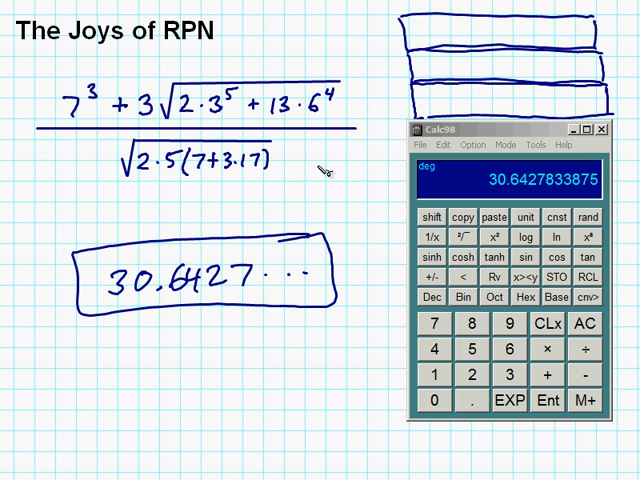 The Joys of RPN
7³ + 3√(2·3⁵ + 13·6⁴)
√(2·5(7+3·17))
30.6427...
Calc98
File Edit Option Mode Tools Help
deg
30.6427833875
shift copy paste unit cnst rand
1/x ²√‾ x² log ln xª
sinh cosh tanh sin cos tan
+/- < Rv x><y STO RCL
Dec Bin Oct Hex Base cnv>
7 8 9 CLx AC
4 5 6 × ÷
1 2 3 + -
0 . EXP Ent M+